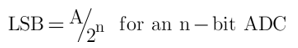 LSB = A/2ⁿ for an n − bit ADC